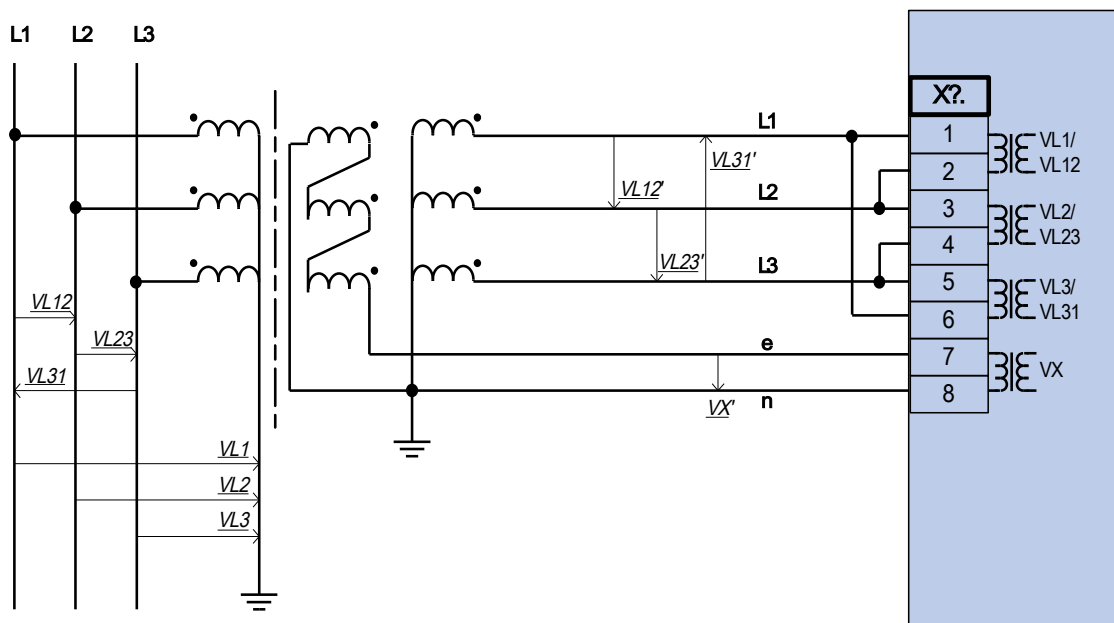 L1 L2 L3
X?.
L1
1
VL1/
VL12
VL31'
2
VL12'
L2
3
VL2/
VL23
4
VL23'
L3
5
VL3/
VL31
6
VL12
VL23
e
7
VX
VL31
n
8
VX'
VL1
VL2
VL3